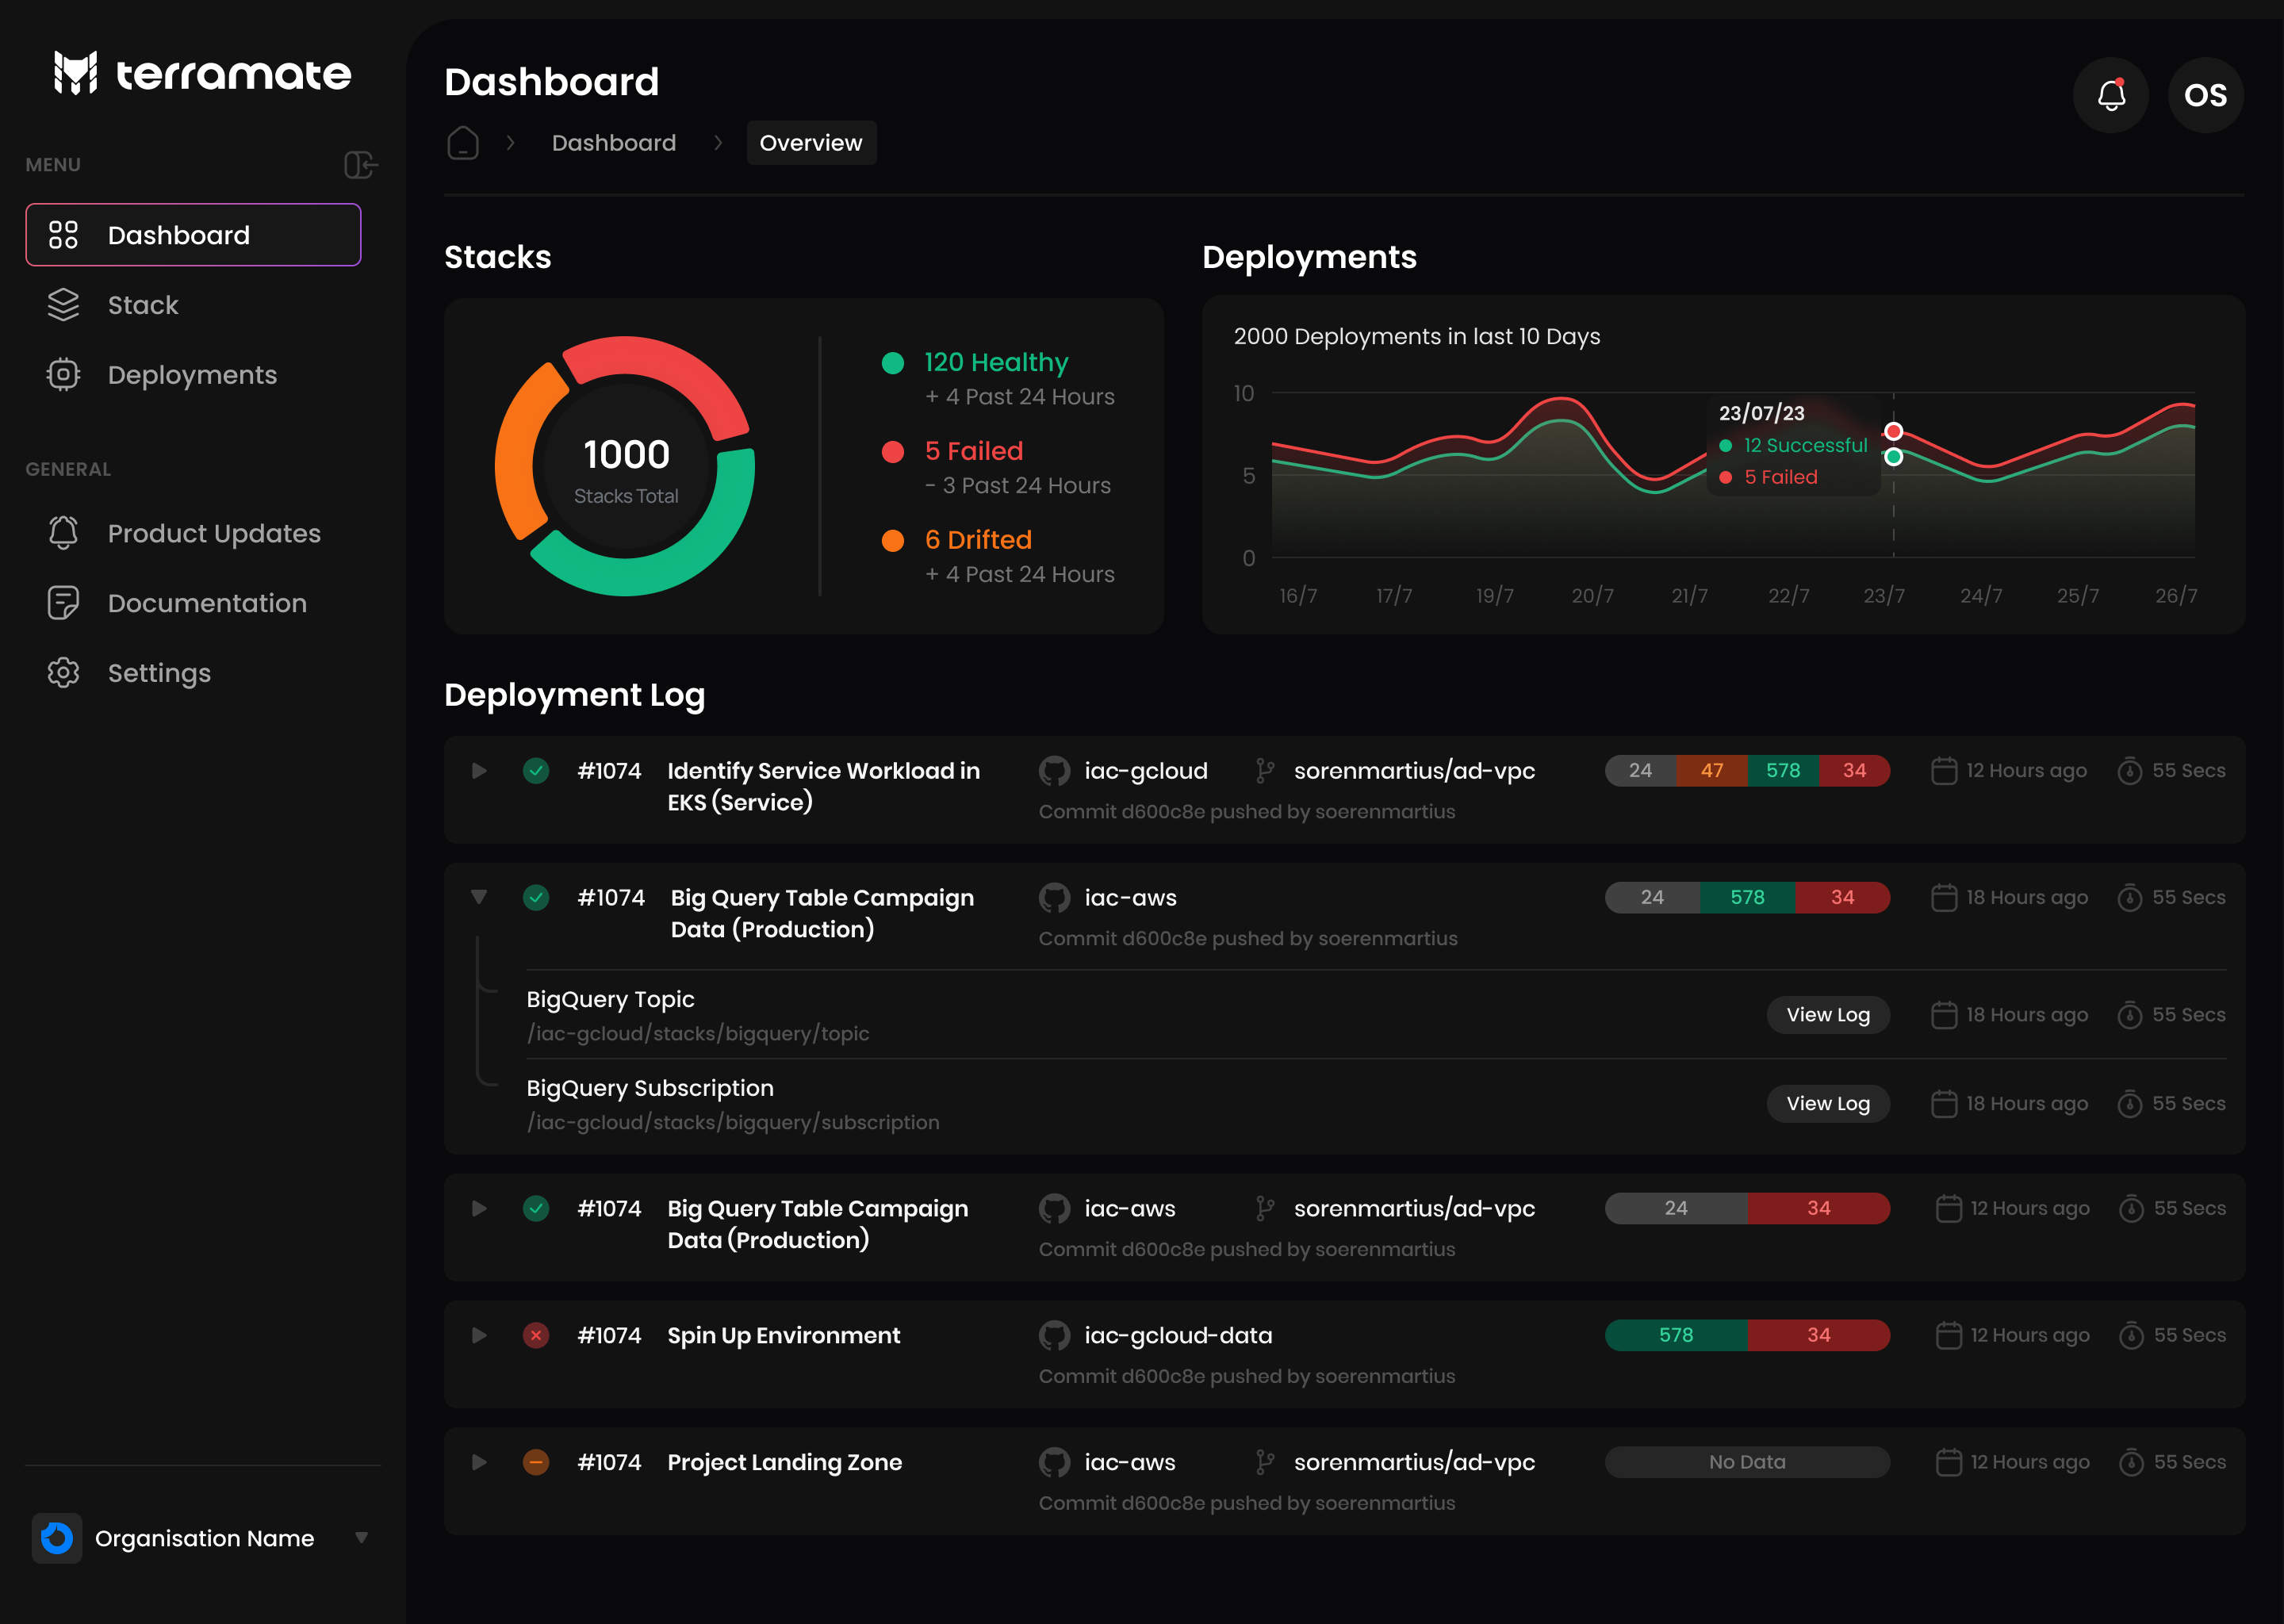 terramate
MENU
Dashboard
Stack
Deployments
GENERAL
Product Updates
Documentation
Settings
Organisation Name
Dashboard
OS
Dashboard
Overview
Stacks
1000
Stacks Total
120 Healthy
+ 4 Past 24 Hours
5 Failed
- 3 Past 24 Hours
6 Drifted
+ 4 Past 24 Hours
Deployments
2000 Deployments in last 10 Days
10
5
0
23/07/23
12 Successful
5 Failed
16/7 17/7 19/7 20/7 21/7 22/7 23/7 24/7 25/7 26/7
Deployment Log
#1074 Identify Service Workload in iac-gcloud sorenmartius/ad-vpc 24 47 578 34 12 Hours ago 55 Secs
EKS (Service)
Commit d600c8e pushed by soerenmartius
#1074 Big Query Table Campaign iac-aws 24 578 34 18 Hours ago 55 Secs
Data (Production)
Commit d600c8e pushed by soerenmartius
BigQuery Topic
/iac-gcloud/stacks/bigquery/topic
View Log 18 Hours ago 55 Secs
BigQuery Subscription
/iac-gcloud/stacks/bigquery/subscription
View Log 18 Hours ago 55 Secs
#1074 Big Query Table Campaign iac-aws sorenmartius/ad-vpc 24 34 12 Hours ago 55 Secs
Data (Production)
Commit d600c8e pushed by soerenmartius
#1074 Spin Up Environment iac-gcloud-data 578 34 12 Hours ago 55 Secs
Commit d600c8e pushed by soerenmartius
#1074 Project Landing Zone iac-aws sorenmartius/ad-vpc No Data 12 Hours ago 55 Secs
Commit d600c8e pushed by soerenmartius